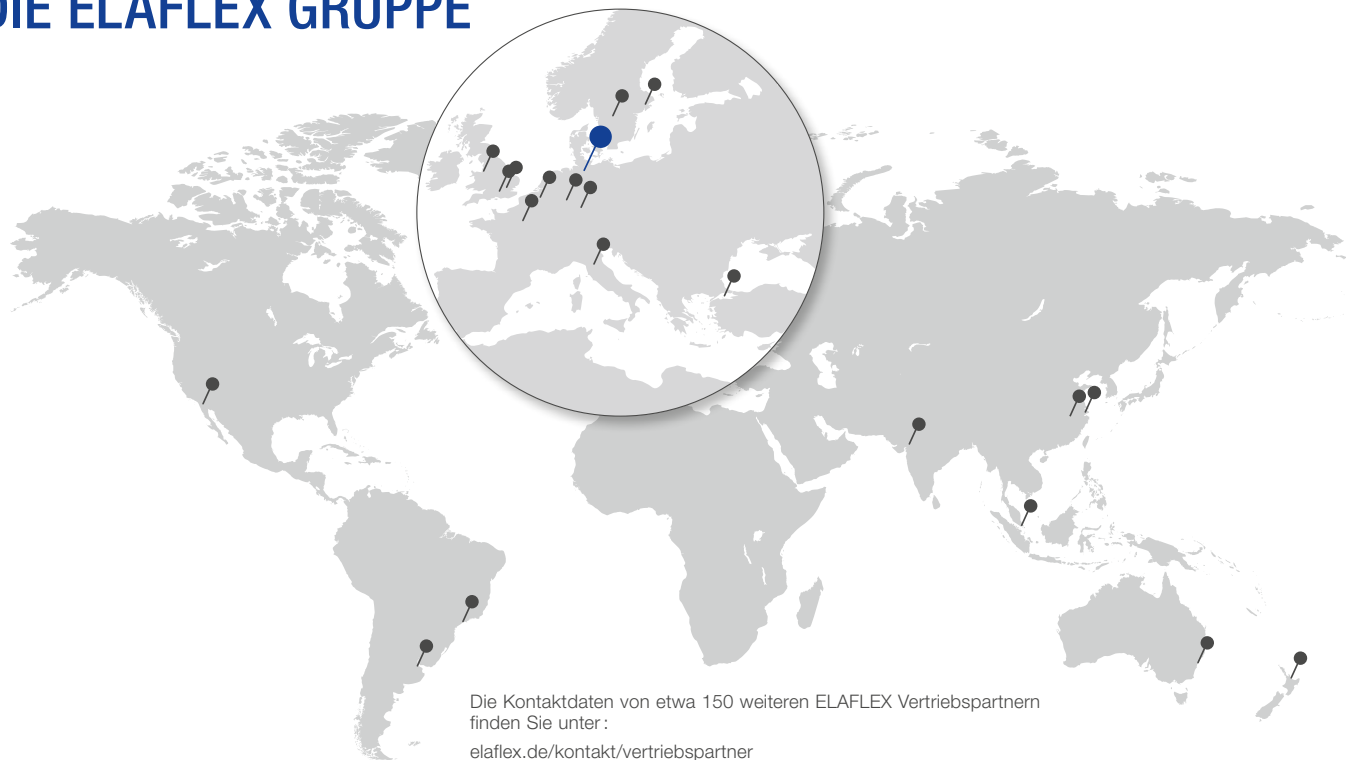 DIE ELAFLEX GRUPPE
Die Kontaktdaten von etwa 150 weiteren ELAFLEX Vertriebspartnern
finden Sie unter :
elaflex.de/kontakt/vertriebspartner